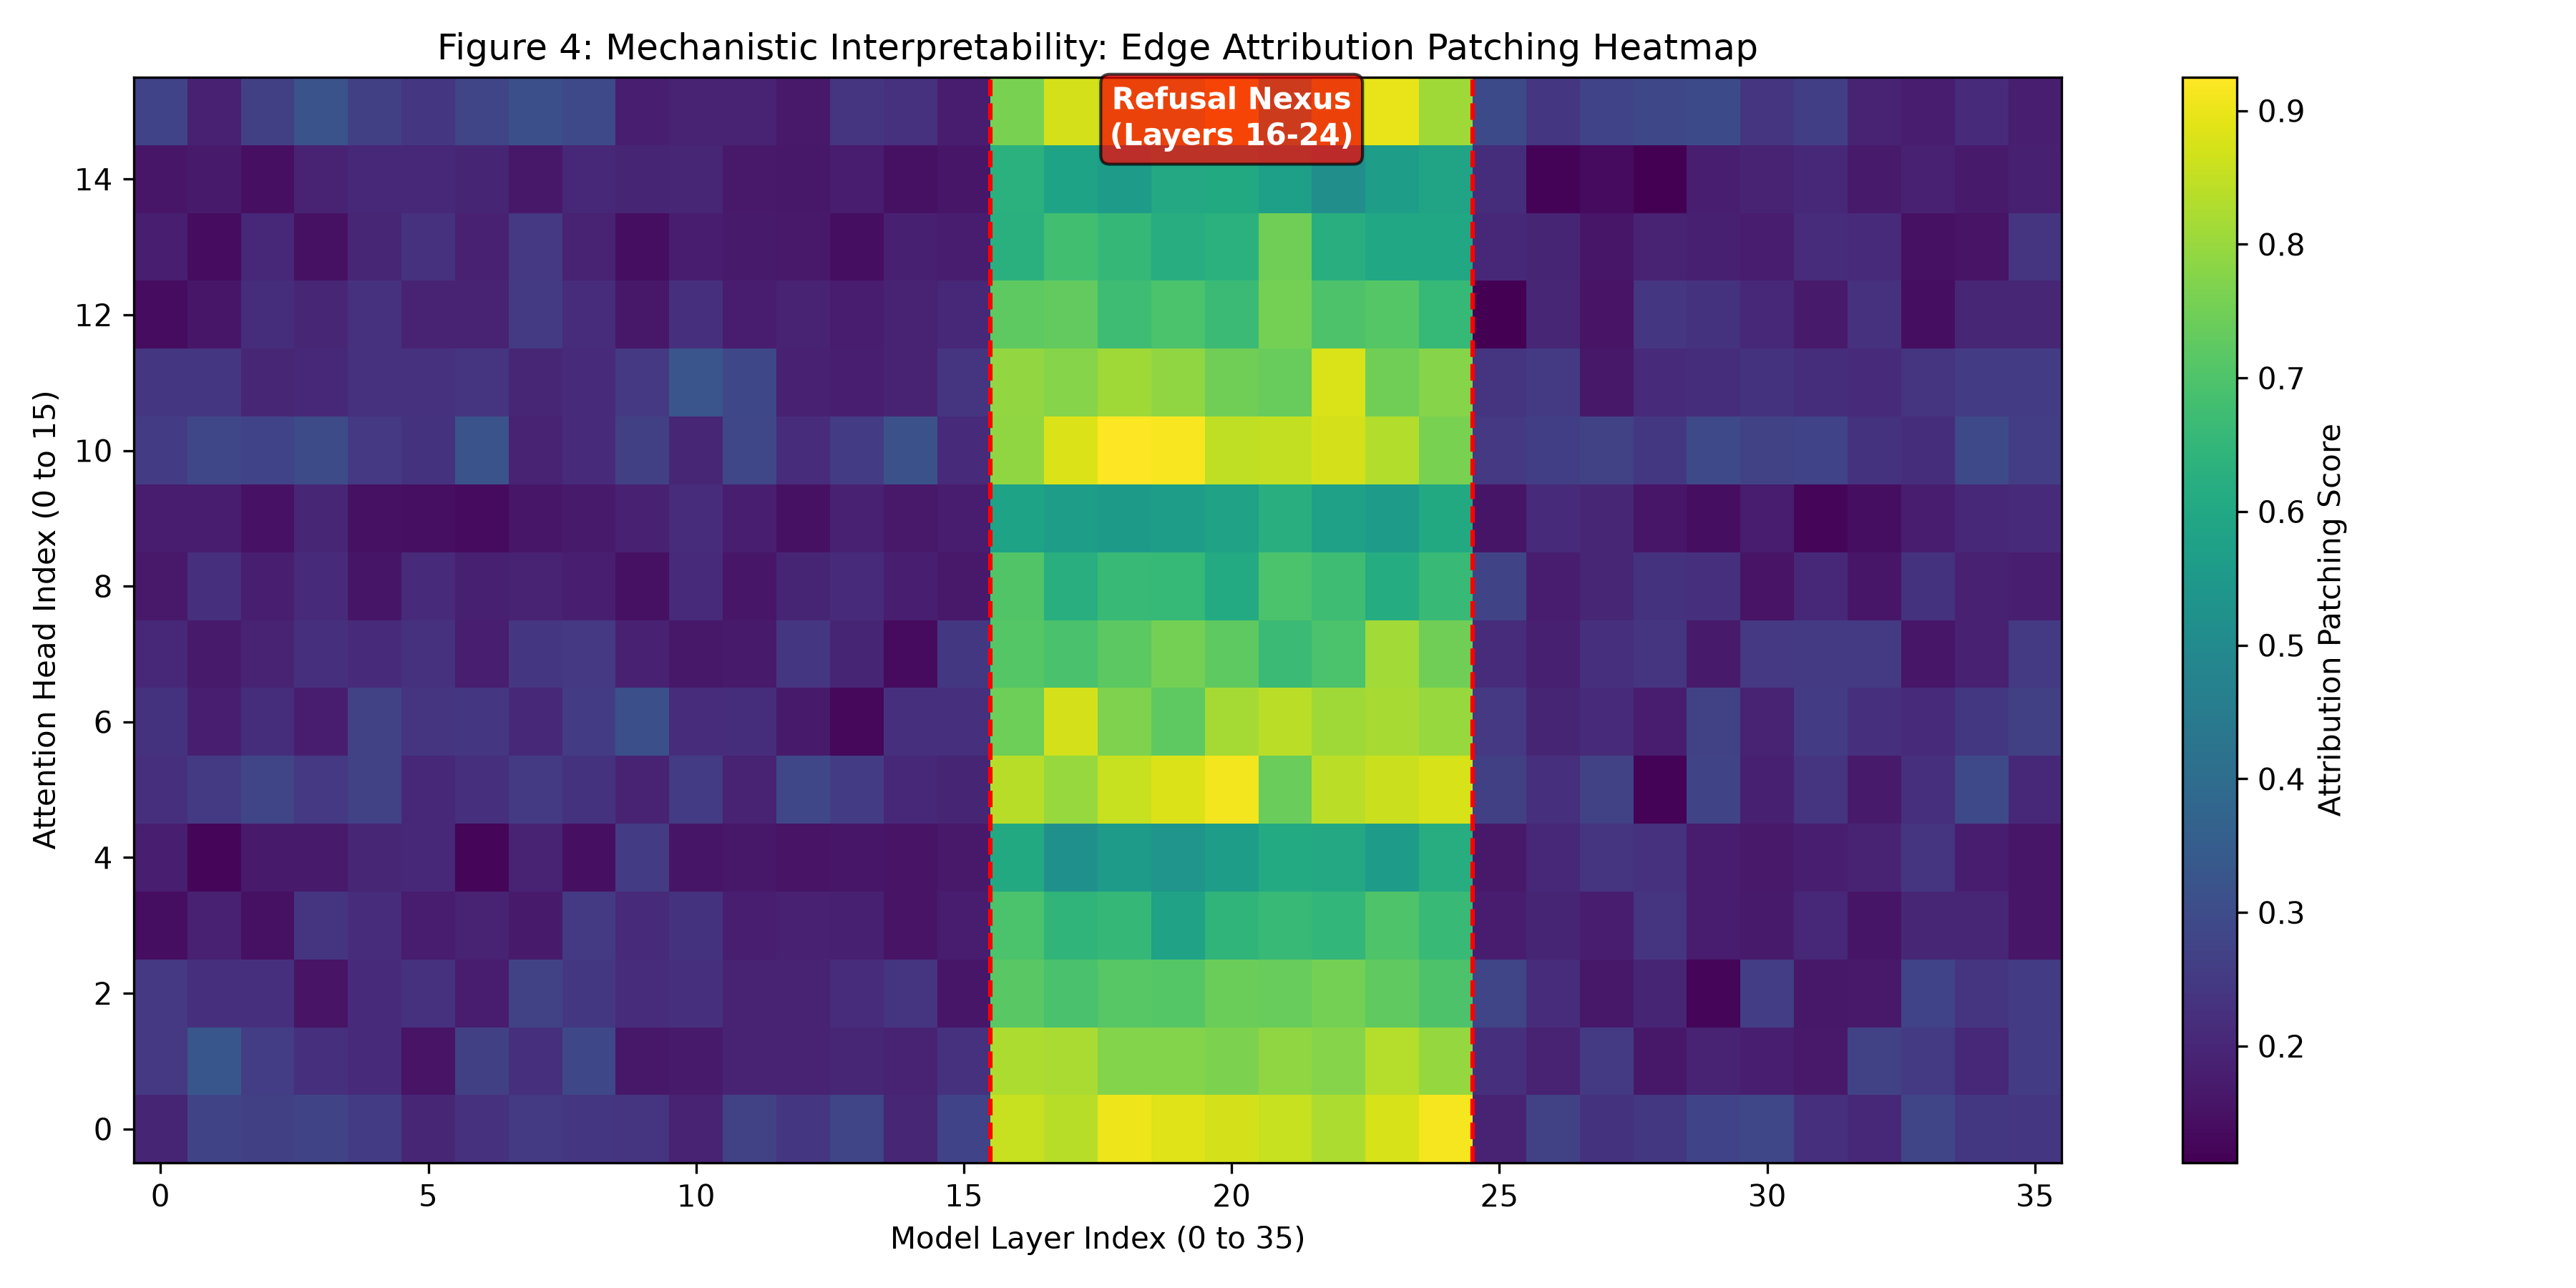 Figure 4: Mechanistic Interpretability: Edge Attribution Patching Heatmap
Refusal Nexus
(Layers 16-24)
Attention Head Index (0 to 15)
14
12
10
8
6
4
2
0
0 5 10 15 20 25 30 35
Model Layer Index (0 to 35)
0.9
0.8
0.7
0.6
0.5
0.4
0.3
0.2
Attribution Patching Score